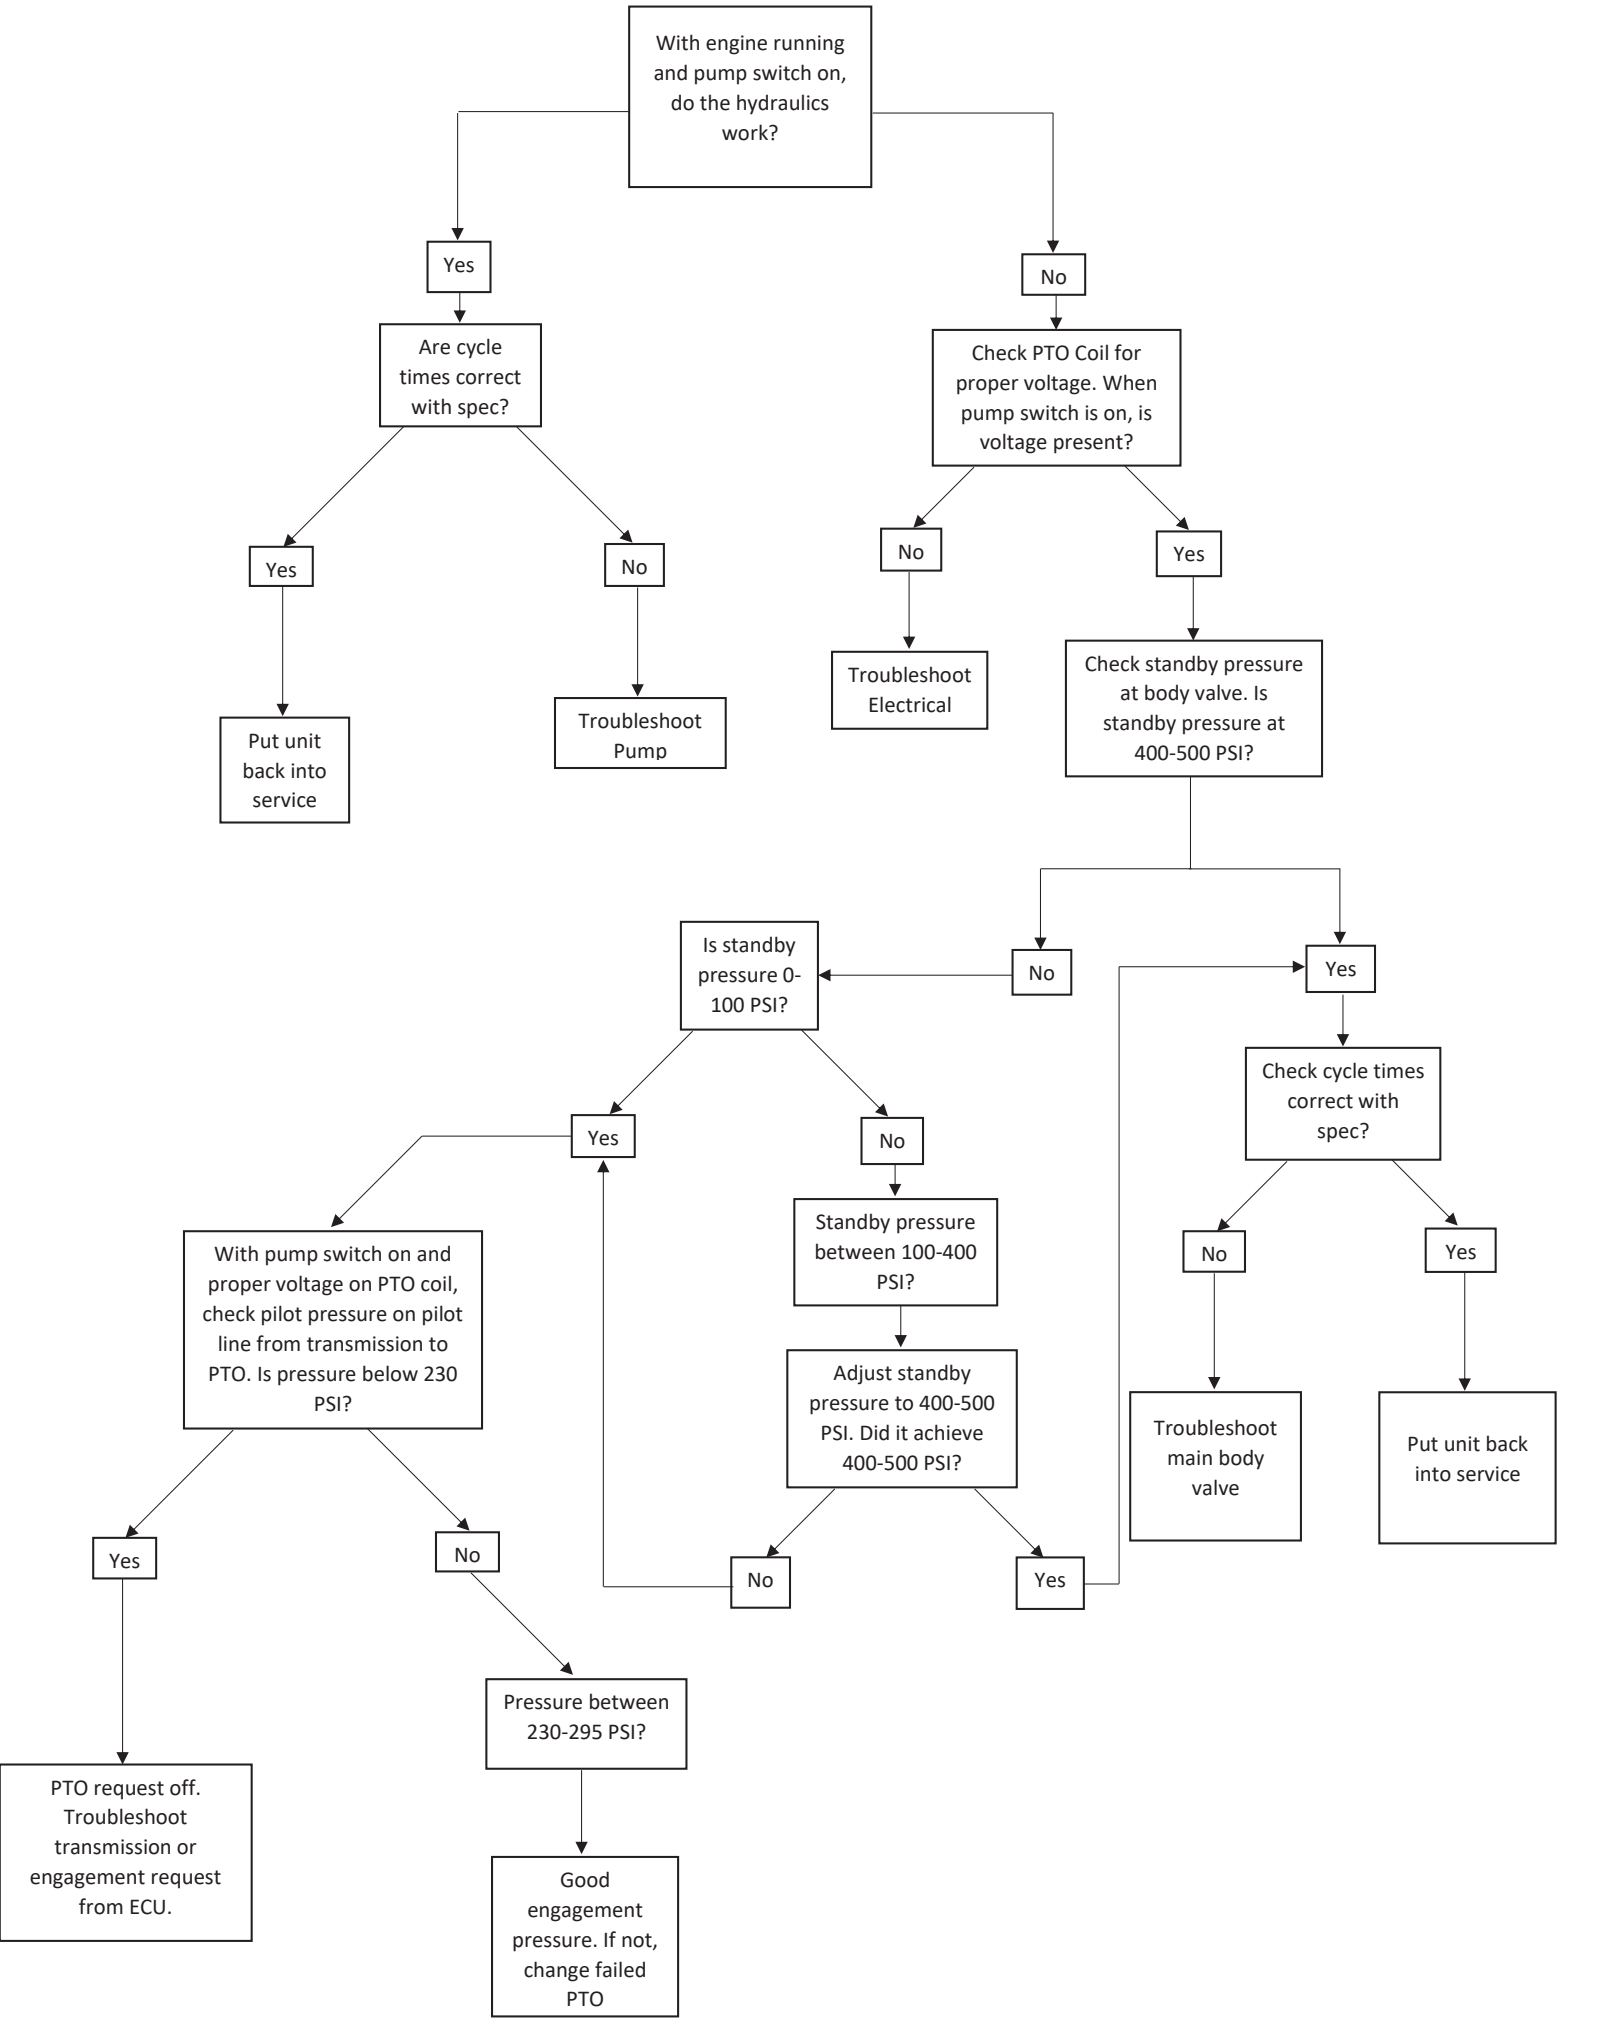 With engine running
and pump switch on,
do the hydraulics
work?
Yes
No
Are cycle
times correct
with spec?
Check PTO Coil for
proper voltage. When
pump switch is on, is
voltage present?
Yes
No
No
Yes
Put unit
back into
service
Troubleshoot
Pump
Troubleshoot
Electrical
Check standby pressure
at body valve. Is
standby pressure at
400-500 PSI?
Is standby
pressure 0-
100 PSI?
No
Yes
Yes
No
Check cycle times
correct with
spec?
With pump switch on and
proper voltage on PTO coil,
check pilot pressure on pilot
line from transmission to
PTO. Is pressure below 230
PSI?
Standby pressure
between 100-400
PSI?
No
Yes
Adjust standby
pressure to 400-500
PSI. Did it achieve
400-500 PSI?
Troubleshoot
main body
valve
Put unit back
into service
Yes
No
No
Yes
Pressure between
230-295 PSI?
PTO request off.
Troubleshoot
transmission or
engagement request
from ECU.
Good
engagement
pressure. If not,
change failed
PTO